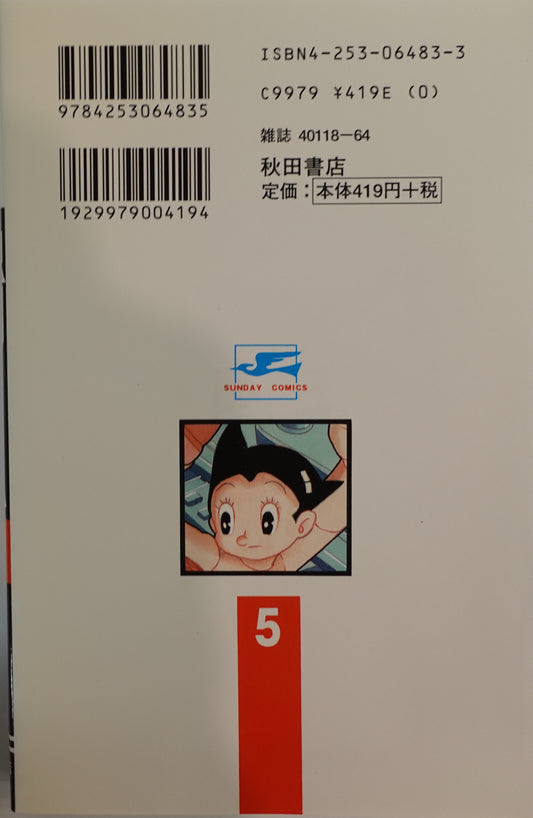 9784253064835
1929979004194
ISBN4-253-06483-3
C9979 ¥419E (0)
雑誌 40118-64
秋田書店
定価：本体419円+税
SUNDAY COMICS
5